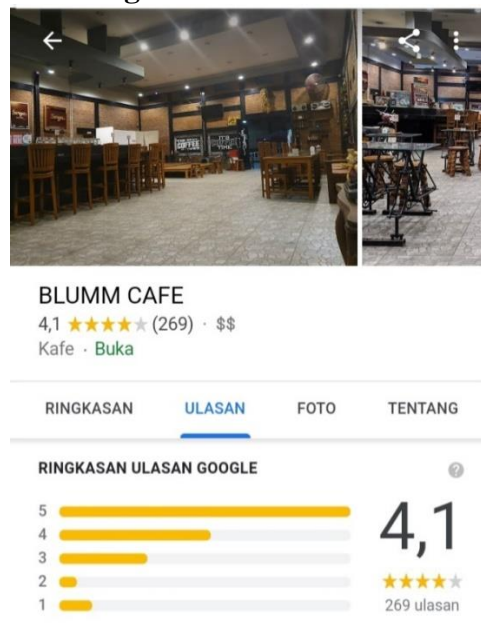 BLUMM CAFE
4,1 (269) · $$
Kafe · Buka
RINGKASAN ULASAN FOTO TENTANG
RINGKASAN ULASAN GOOGLE
5
4
3
2
1
4,1
269 ulasan